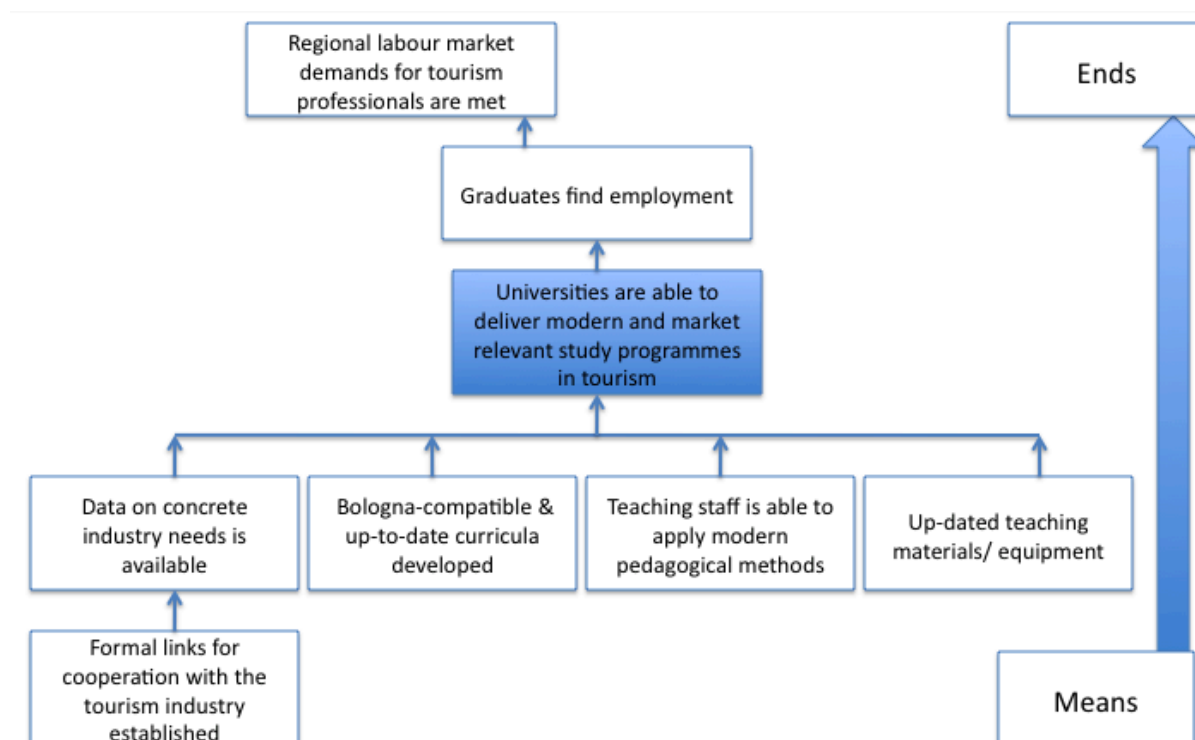 Regional labour market
demands for tourism
professionals are met
Ends
Graduates find employment
Universities are able to
deliver modern and market
relevant study programmes
in tourism
Data on concrete
industry needs is
available
Bologna-compatible &
up-to-date curricula
developed
Teaching staff is able to
apply modern
pedagogical methods
Up-dated teaching
materials/ equipment
Formal links for
cooperation with the
tourism industry
established
Means